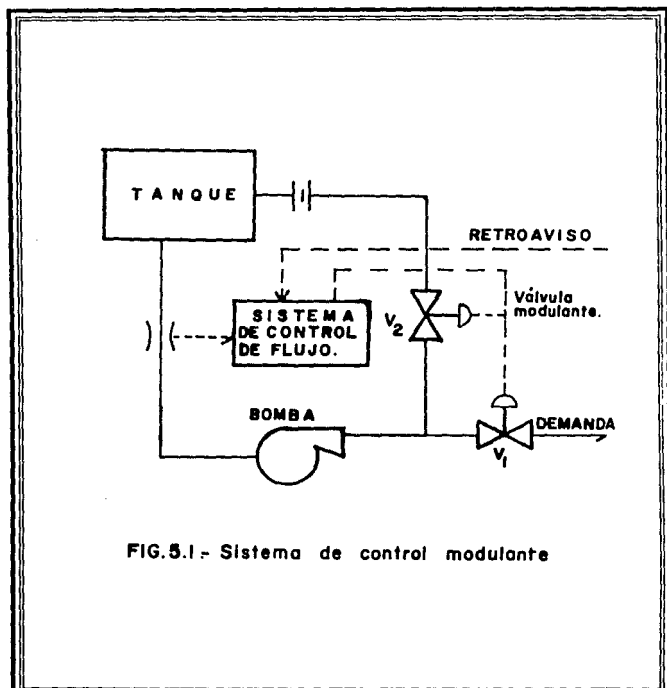 TANQUE
RETROAVISO
SISTEMA
DE CONTROL
DE FLUJO.
V2
Válvula
modulante.
BOMBA
DEMANDA
V1
FIG.5.1.- Sistema de control modulante